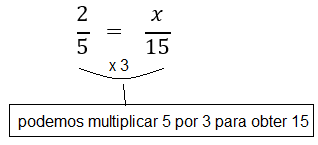 2/5 = x/15
x 3
podemos multiplicar 5 por 3 para obter 15